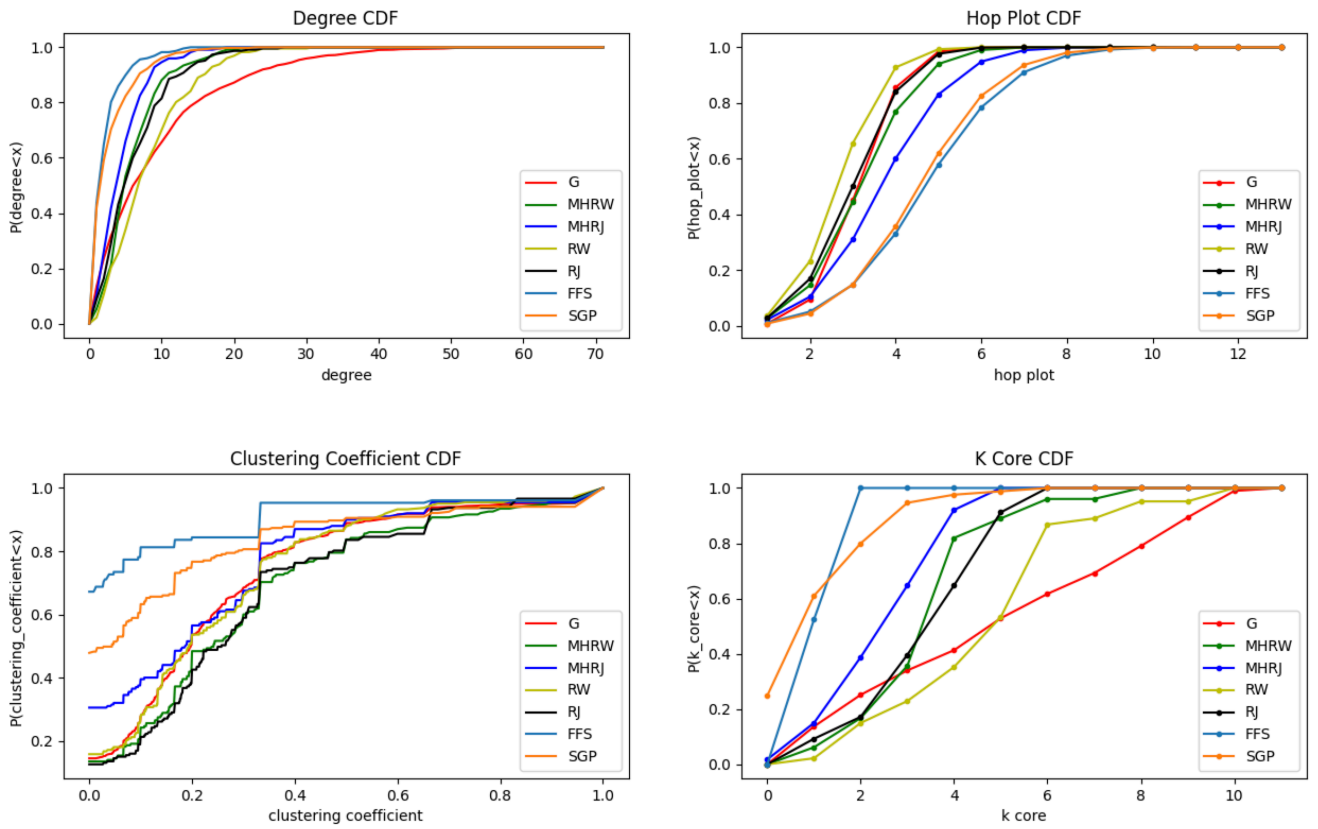 Degree CDF
1.0
0.8
0.6
0.4
0.2
0.0
P(degree<x)
0 10 20 30 40 50 60 70
degree
G
MHRW
MHRJ
RW
RJ
FFS
SGP
Hop Plot CDF
1.0
0.8
0.6
0.4
0.2
0.0
P(hop_plot<x)
2 4 6 8 10 12
hop plot
G
MHRW
MHRJ
RW
RJ
FFS
SGP
Clustering Coefficient CDF
1.0
0.8
0.6
0.4
0.2
P(clustering_coefficient<x)
0.0 0.2 0.4 0.6 0.8 1.0
clustering coefficient
G
MHRW
MHRJ
RW
RJ
FFS
SGP
K Core CDF
1.0
0.8
0.6
0.4
0.2
0.0
P(k_core<x)
0 2 4 6 8 10
k core
G
MHRW
MHRJ
RW
RJ
FFS
SGP